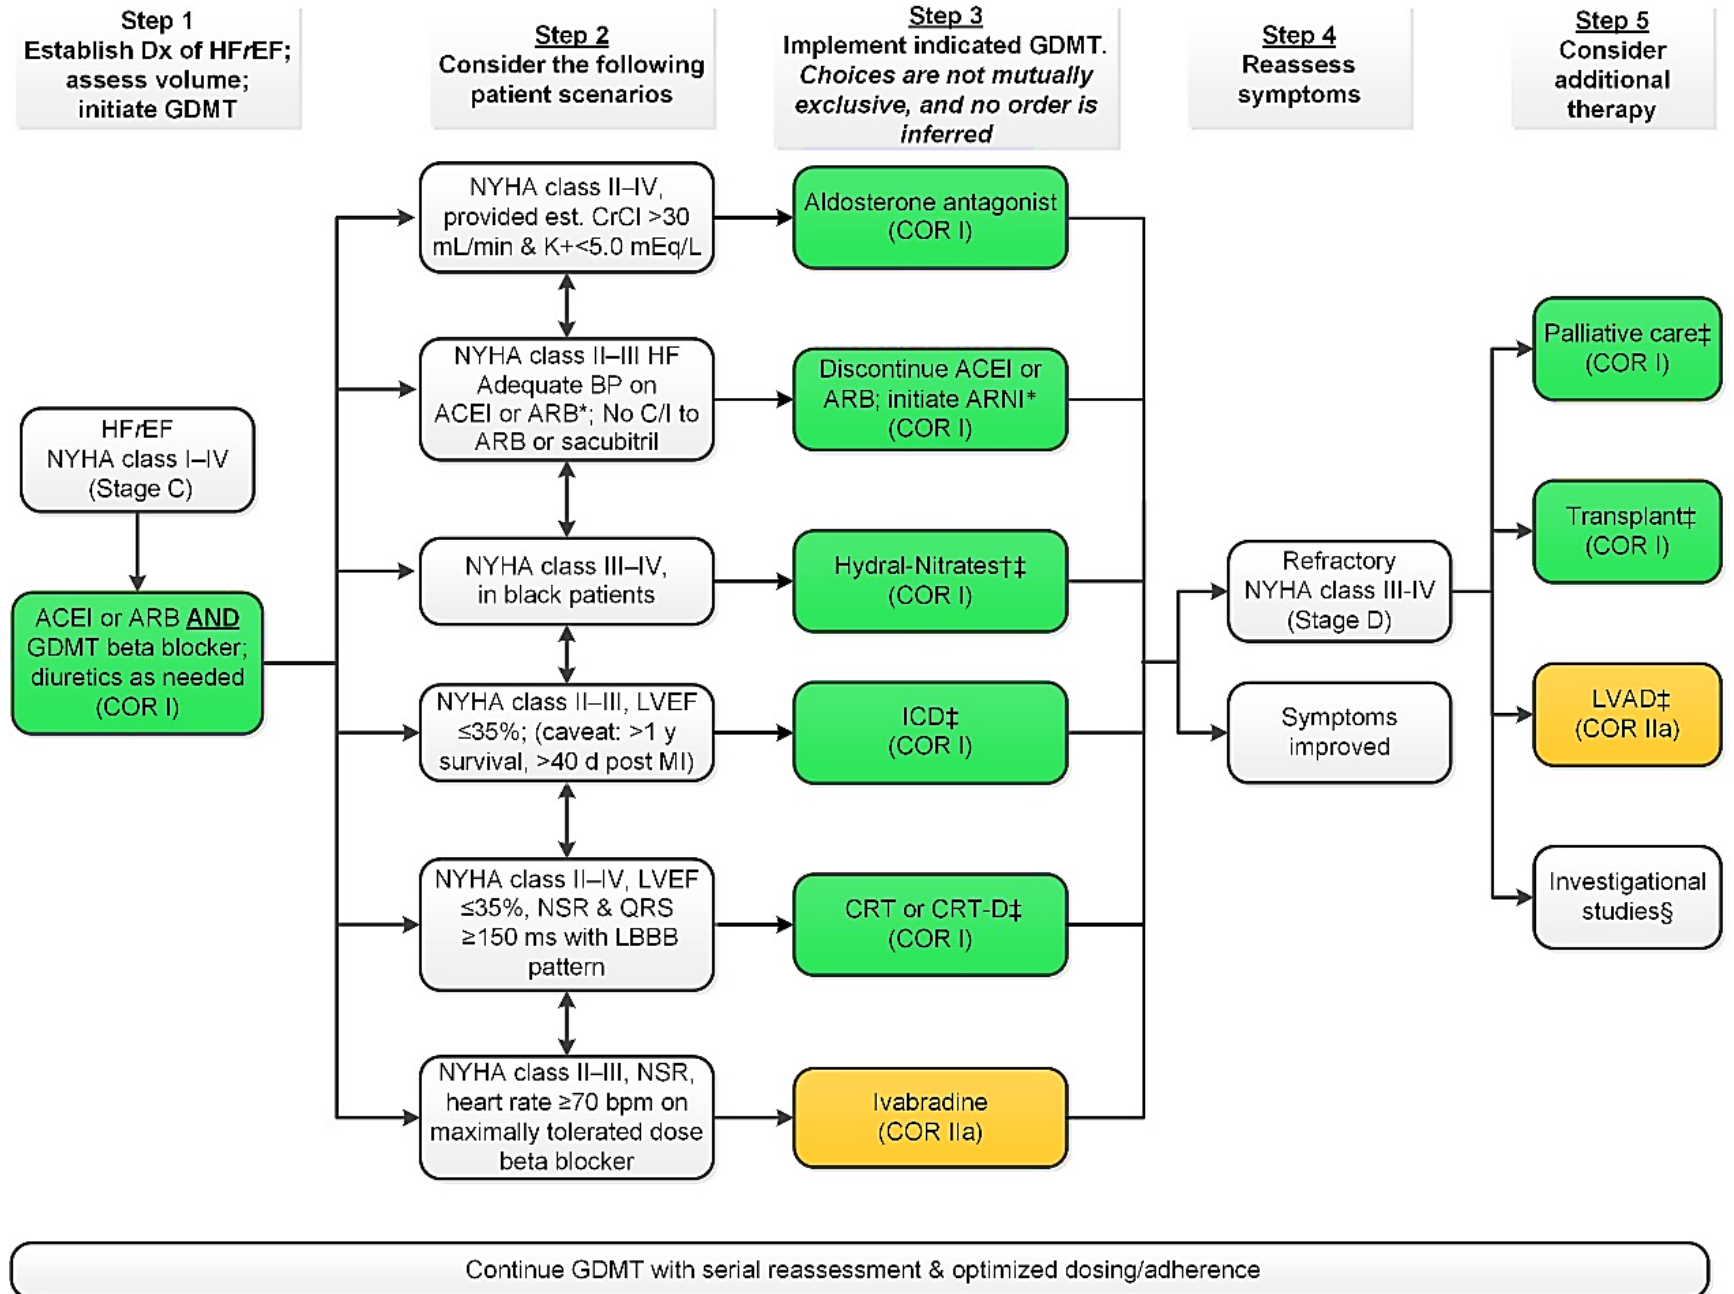 Step 1
Establish Dx of HFrEF;
assess volume;
initiate GDMT
Step 2
Consider the following
patient scenarios
Step 3
Implement indicated GDMT.
Choices are not mutually
exclusive, and no order is
inferred
Step 4
Reassess
symptoms
Step 5
Consider
additional
therapy
HFrEF
NYHA class I–IV
(Stage C)
ACEI or ARB AND
GDMT beta blocker;
diuretics as needed
(COR I)
NYHA class II–IV,
provided est. CrCl >30
mL/min & K+<5.0 mEq/L
Aldosterone antagonist
(COR I)
NYHA class II–III HF
Adequate BP on
ACEI or ARB*; No C/I to
ARB or sacubitril
Discontinue ACEI or
ARB; initiate ARNI*
(COR I)
NYHA class III–IV,
in black patients
Hydral-Nitrates†‡
(COR I)
NYHA class II–III, LVEF
≤35%; (caveat: >1 y
survival, >40 d post MI)
ICD‡
(COR I)
NYHA class II–IV, LVEF
≤35%, NSR & QRS
≥150 ms with LBBB
pattern
CRT or CRT-D‡
(COR I)
NYHA class II–III, NSR,
heart rate ≥70 bpm on
maximally tolerated dose
beta blocker
Ivabradine
(COR IIa)
Refractory
NYHA class III-IV
(Stage D)
Symptoms
improved
Palliative care‡
(COR I)
Transplant‡
(COR I)
LVAD‡
(COR IIa)
Investigational
studies§
Continue GDMT with serial reassessment & optimized dosing/adherence